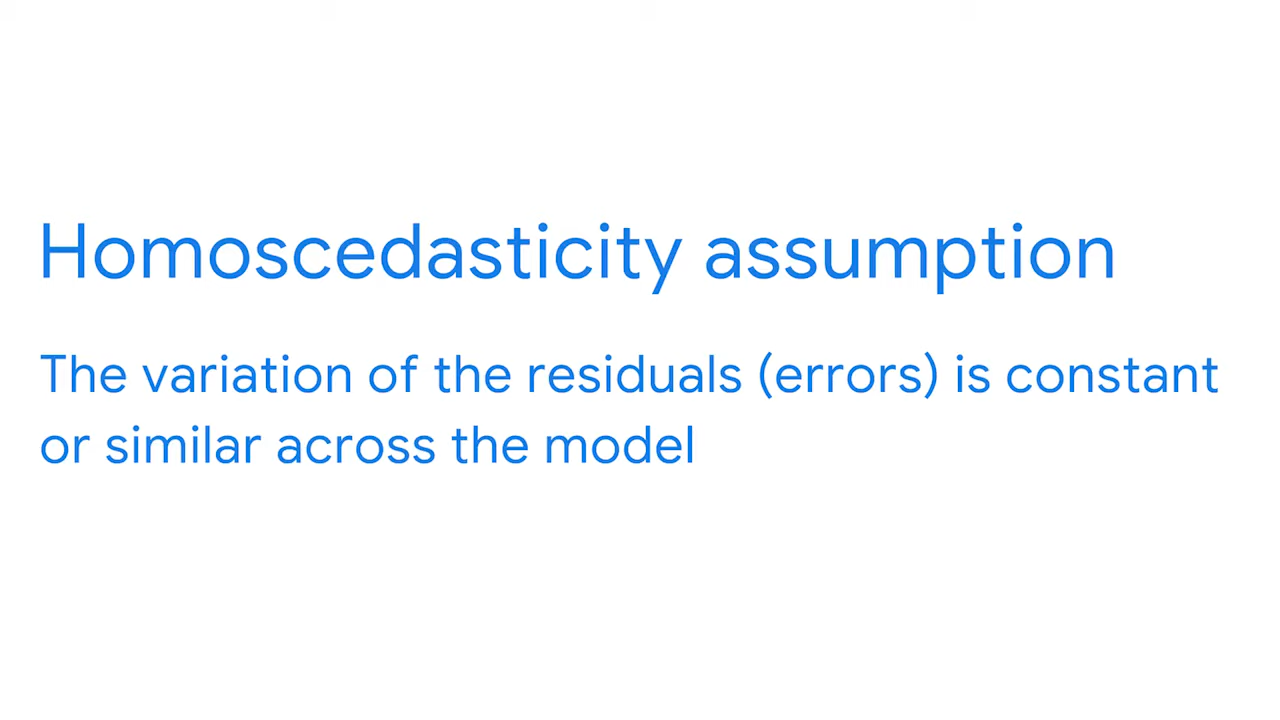 Homoscedasticity assumption
The variation of the residuals (errors) is constant
or similar across the model